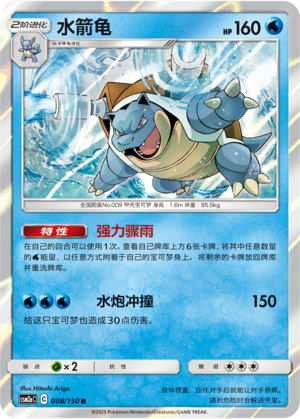 2阶进化
水箭龟
HP 160
从卡咪龟进化
全国图鉴No.009 甲壳宝可梦 身高：1.6m 体重：85.5kg
特性 强力骤雨
在自己的回合可以使用1次。查看自己牌库上方6张卡牌，将其中任意数量
的能量，以任意方式附着于自己的宝可梦身上。将剩余的卡牌放回牌库
并重洗牌库。
水炮冲撞 150
给这只宝可梦也造成30点伤害。
弱点 ×2 抵抗力 撤退
Illus. Hitoshi Ariga
CSM2aC C 008/150 R
©2023 Pokémon/Nintendo/Creatures/GAME FREAK.